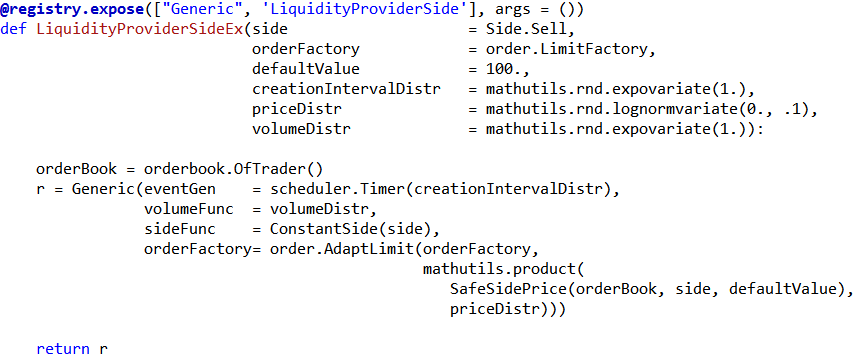 @registry.expose(["Generic", 'LiquidityProviderSide'], args = ())
def LiquidityProviderSideEx(side                    = Side.Sell,
                            orderFactory            = order.LimitFactory,
                            defaultValue            = 100.,
                            creationIntervalDistr   = mathutils.rnd.expovariate(1.),
                            priceDistr              = mathutils.rnd.lognormvariate(0., .1),
                            volumeDistr             = mathutils.rnd.expovariate(1.)):

    orderBook = orderbook.OfTrader()
    r = Generic(eventGen    = scheduler.Timer(creationIntervalDistr),
                volumeFunc  = volumeDistr,
                sideFunc    = ConstantSide(side),
                orderFactory= order.AdaptLimit(orderFactory,
                                               mathutils.product(
                                                  SafeSidePrice(orderBook, side, defaultValue),
                                                  priceDistr)))

    return r